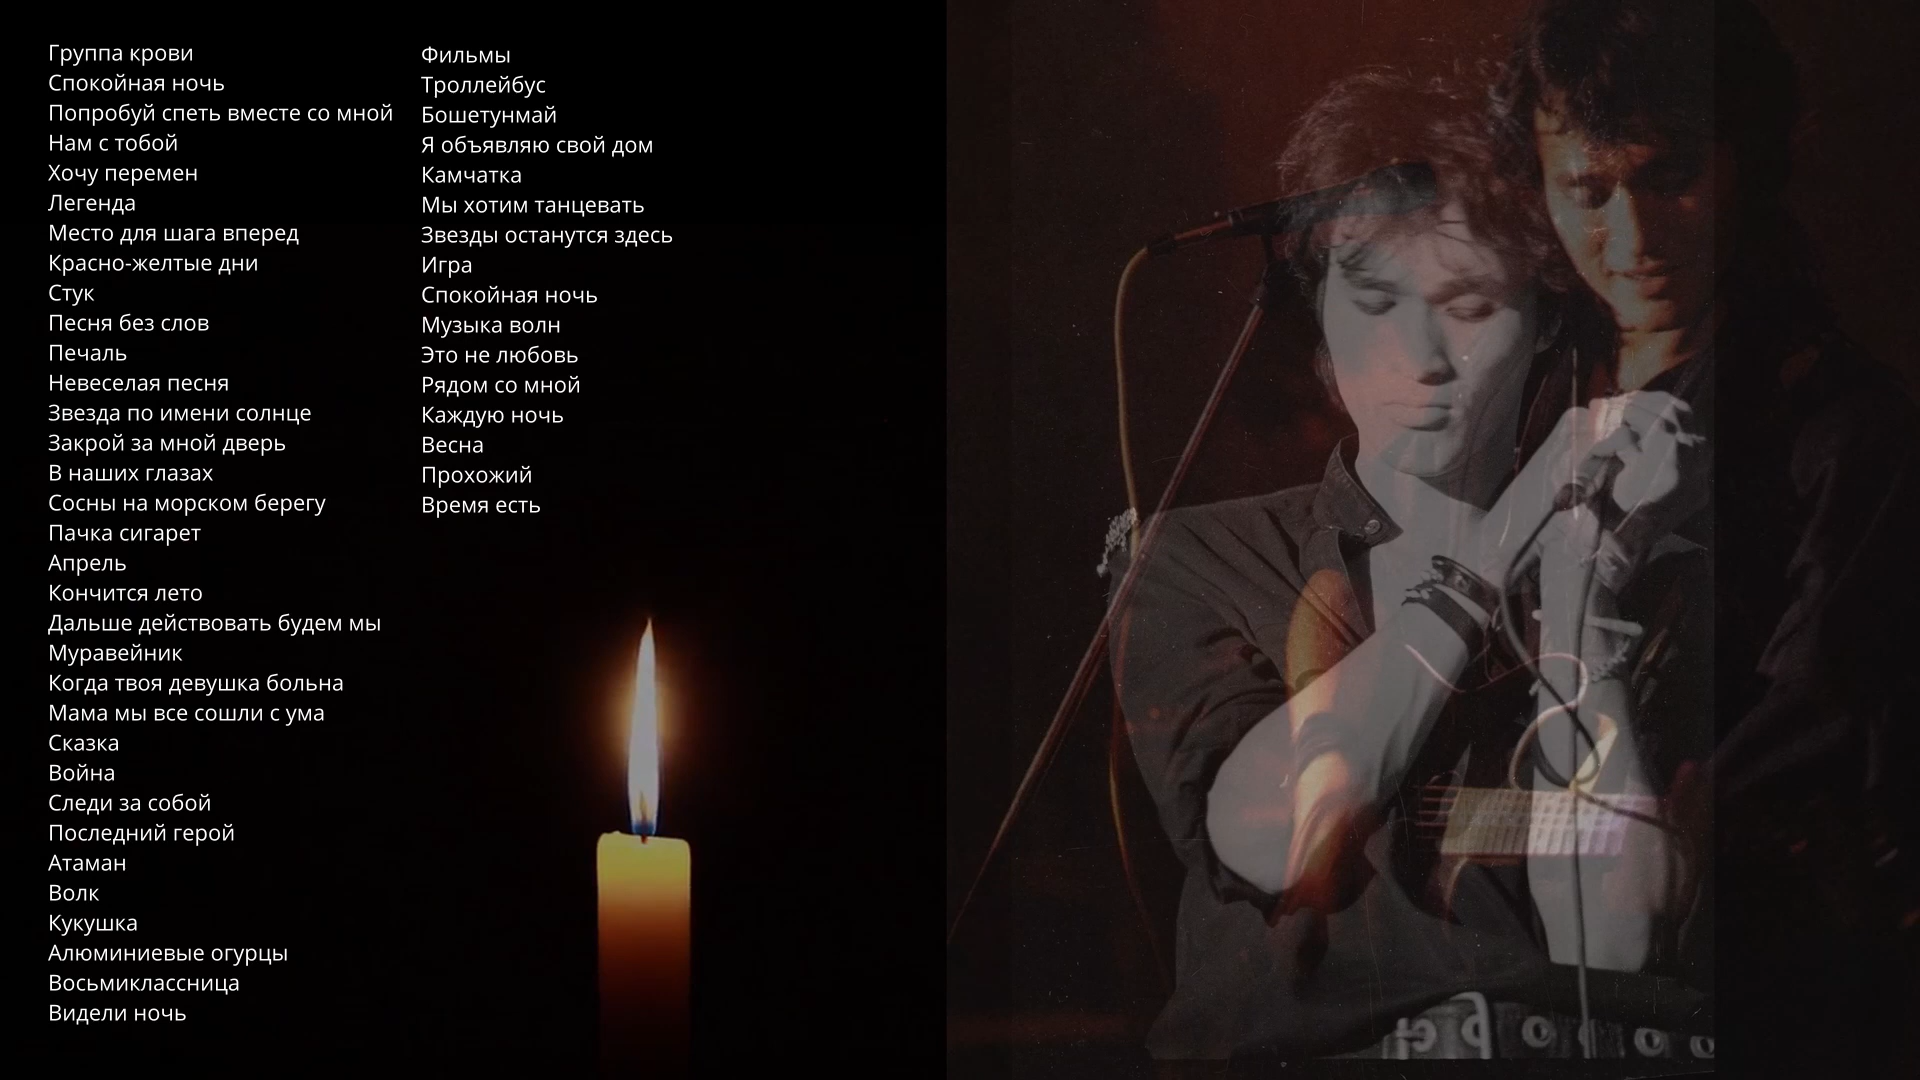 Группа крови
Спокойная ночь
Попробуй спеть вместе со мной
Нам с тобой
Хочу перемен
Легенда
Место для шага вперед
Красно-желтые дни
Стук
Песня без слов
Печаль
Невеселая песня
Звезда по имени солнце
Закрой за мной дверь
В наших глазах
Сосны на морском берегу
Пачка сигарет
Апрель
Кончится лето
Дальше действовать будем мы
Муравейник
Когда твоя девушка больна
Мама мы все сошли с ума
Сказка
Война
Следи за собой
Последний герой
Атаман
Волк
Кукушка
Алюминиевые огурцы
Восьмиклассница
Видели ночь
Фильмы
Троллейбус
Бошетунмай
Я объявляю свой дом
Камчатка
Мы хотим танцевать
Звезды останутся здесь
Игра
Спокойная ночь
Музыка волн
Это не любовь
Рядом со мной
Каждую ночь
Весна
Прохожий
Время есть